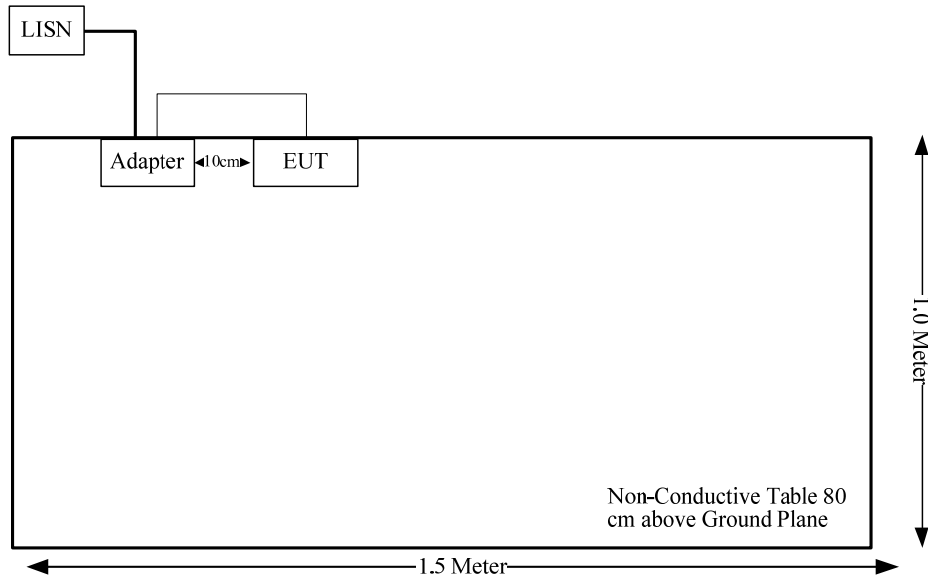 LISN
Adapter
10cm
EUT
1.0 Meter
Non-Conductive Table 80
cm above Ground Plane
1.5 Meter